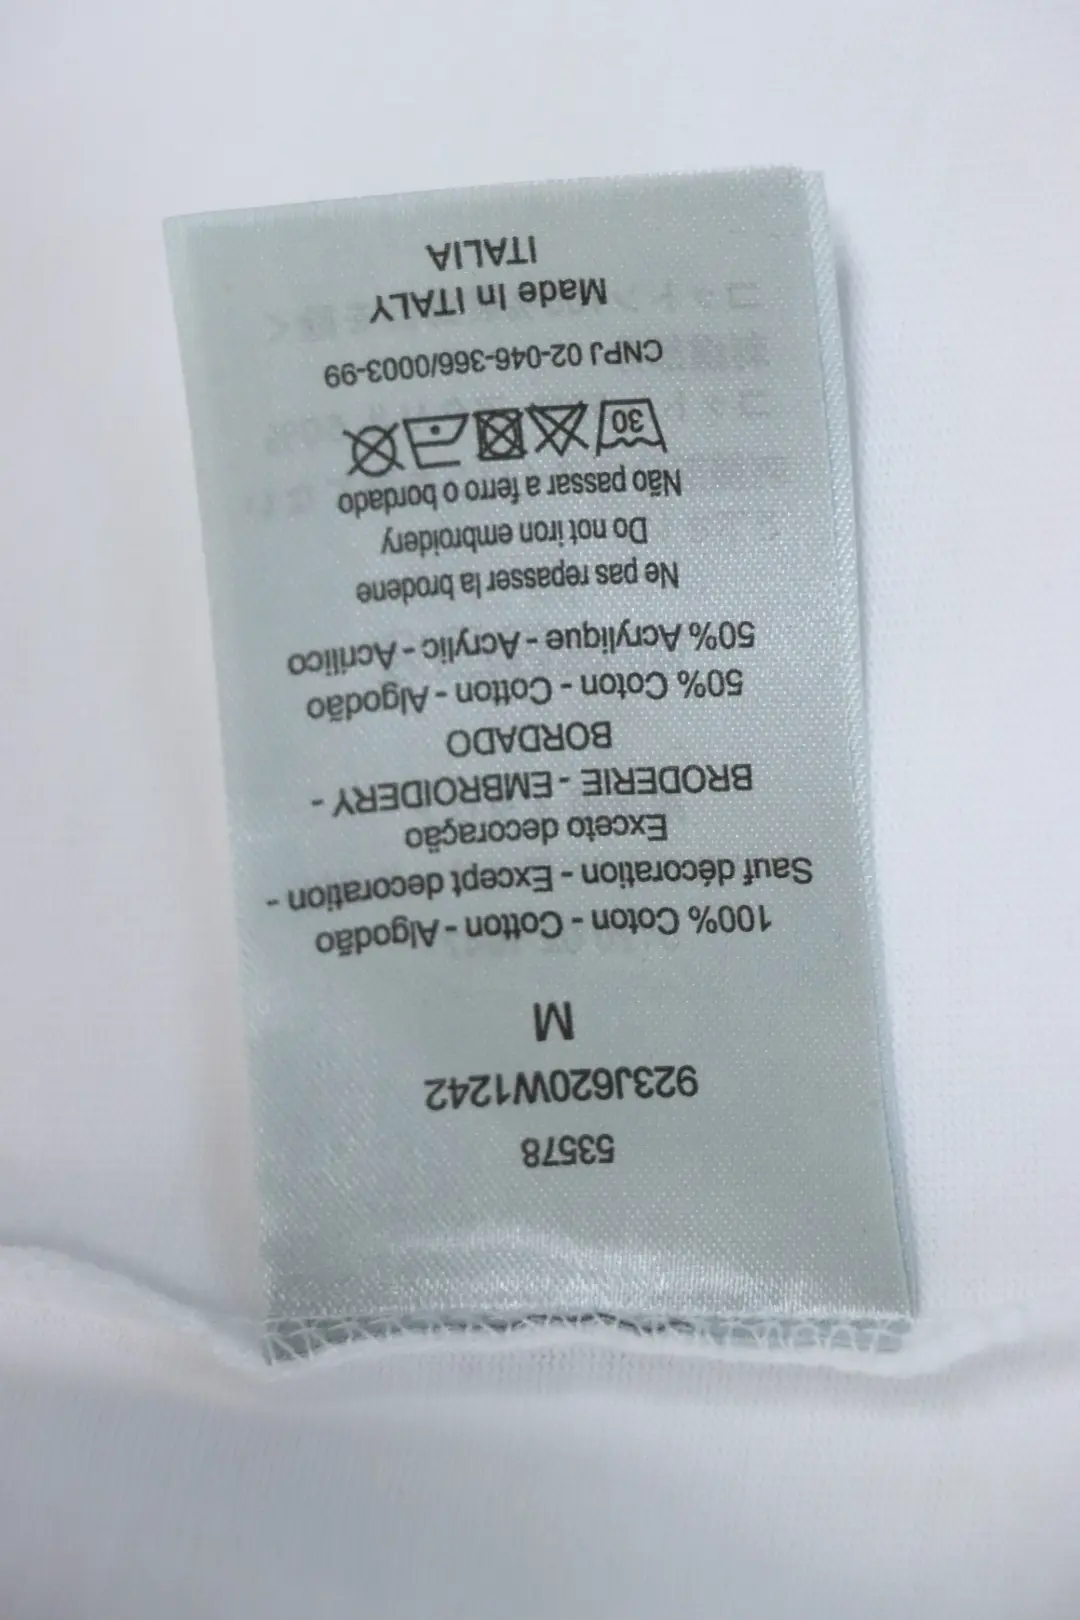 53578
923J620W1242
M
100% Coton - Cotton - Algodão
Sauf décoration - Except decoration -
Exceto decoração
BRODERIE - EMBROIDERY -
BORDADO
50% Coton - Cotton - Algodão
50% Acrylique - Acrylic - Acrilico
Ne pas repasser la broderie
Do not iron embroidery
Não passar a ferro o bordado
30
CNPJ 02-046-366/0003-99
Made In ITALY
ITALIA